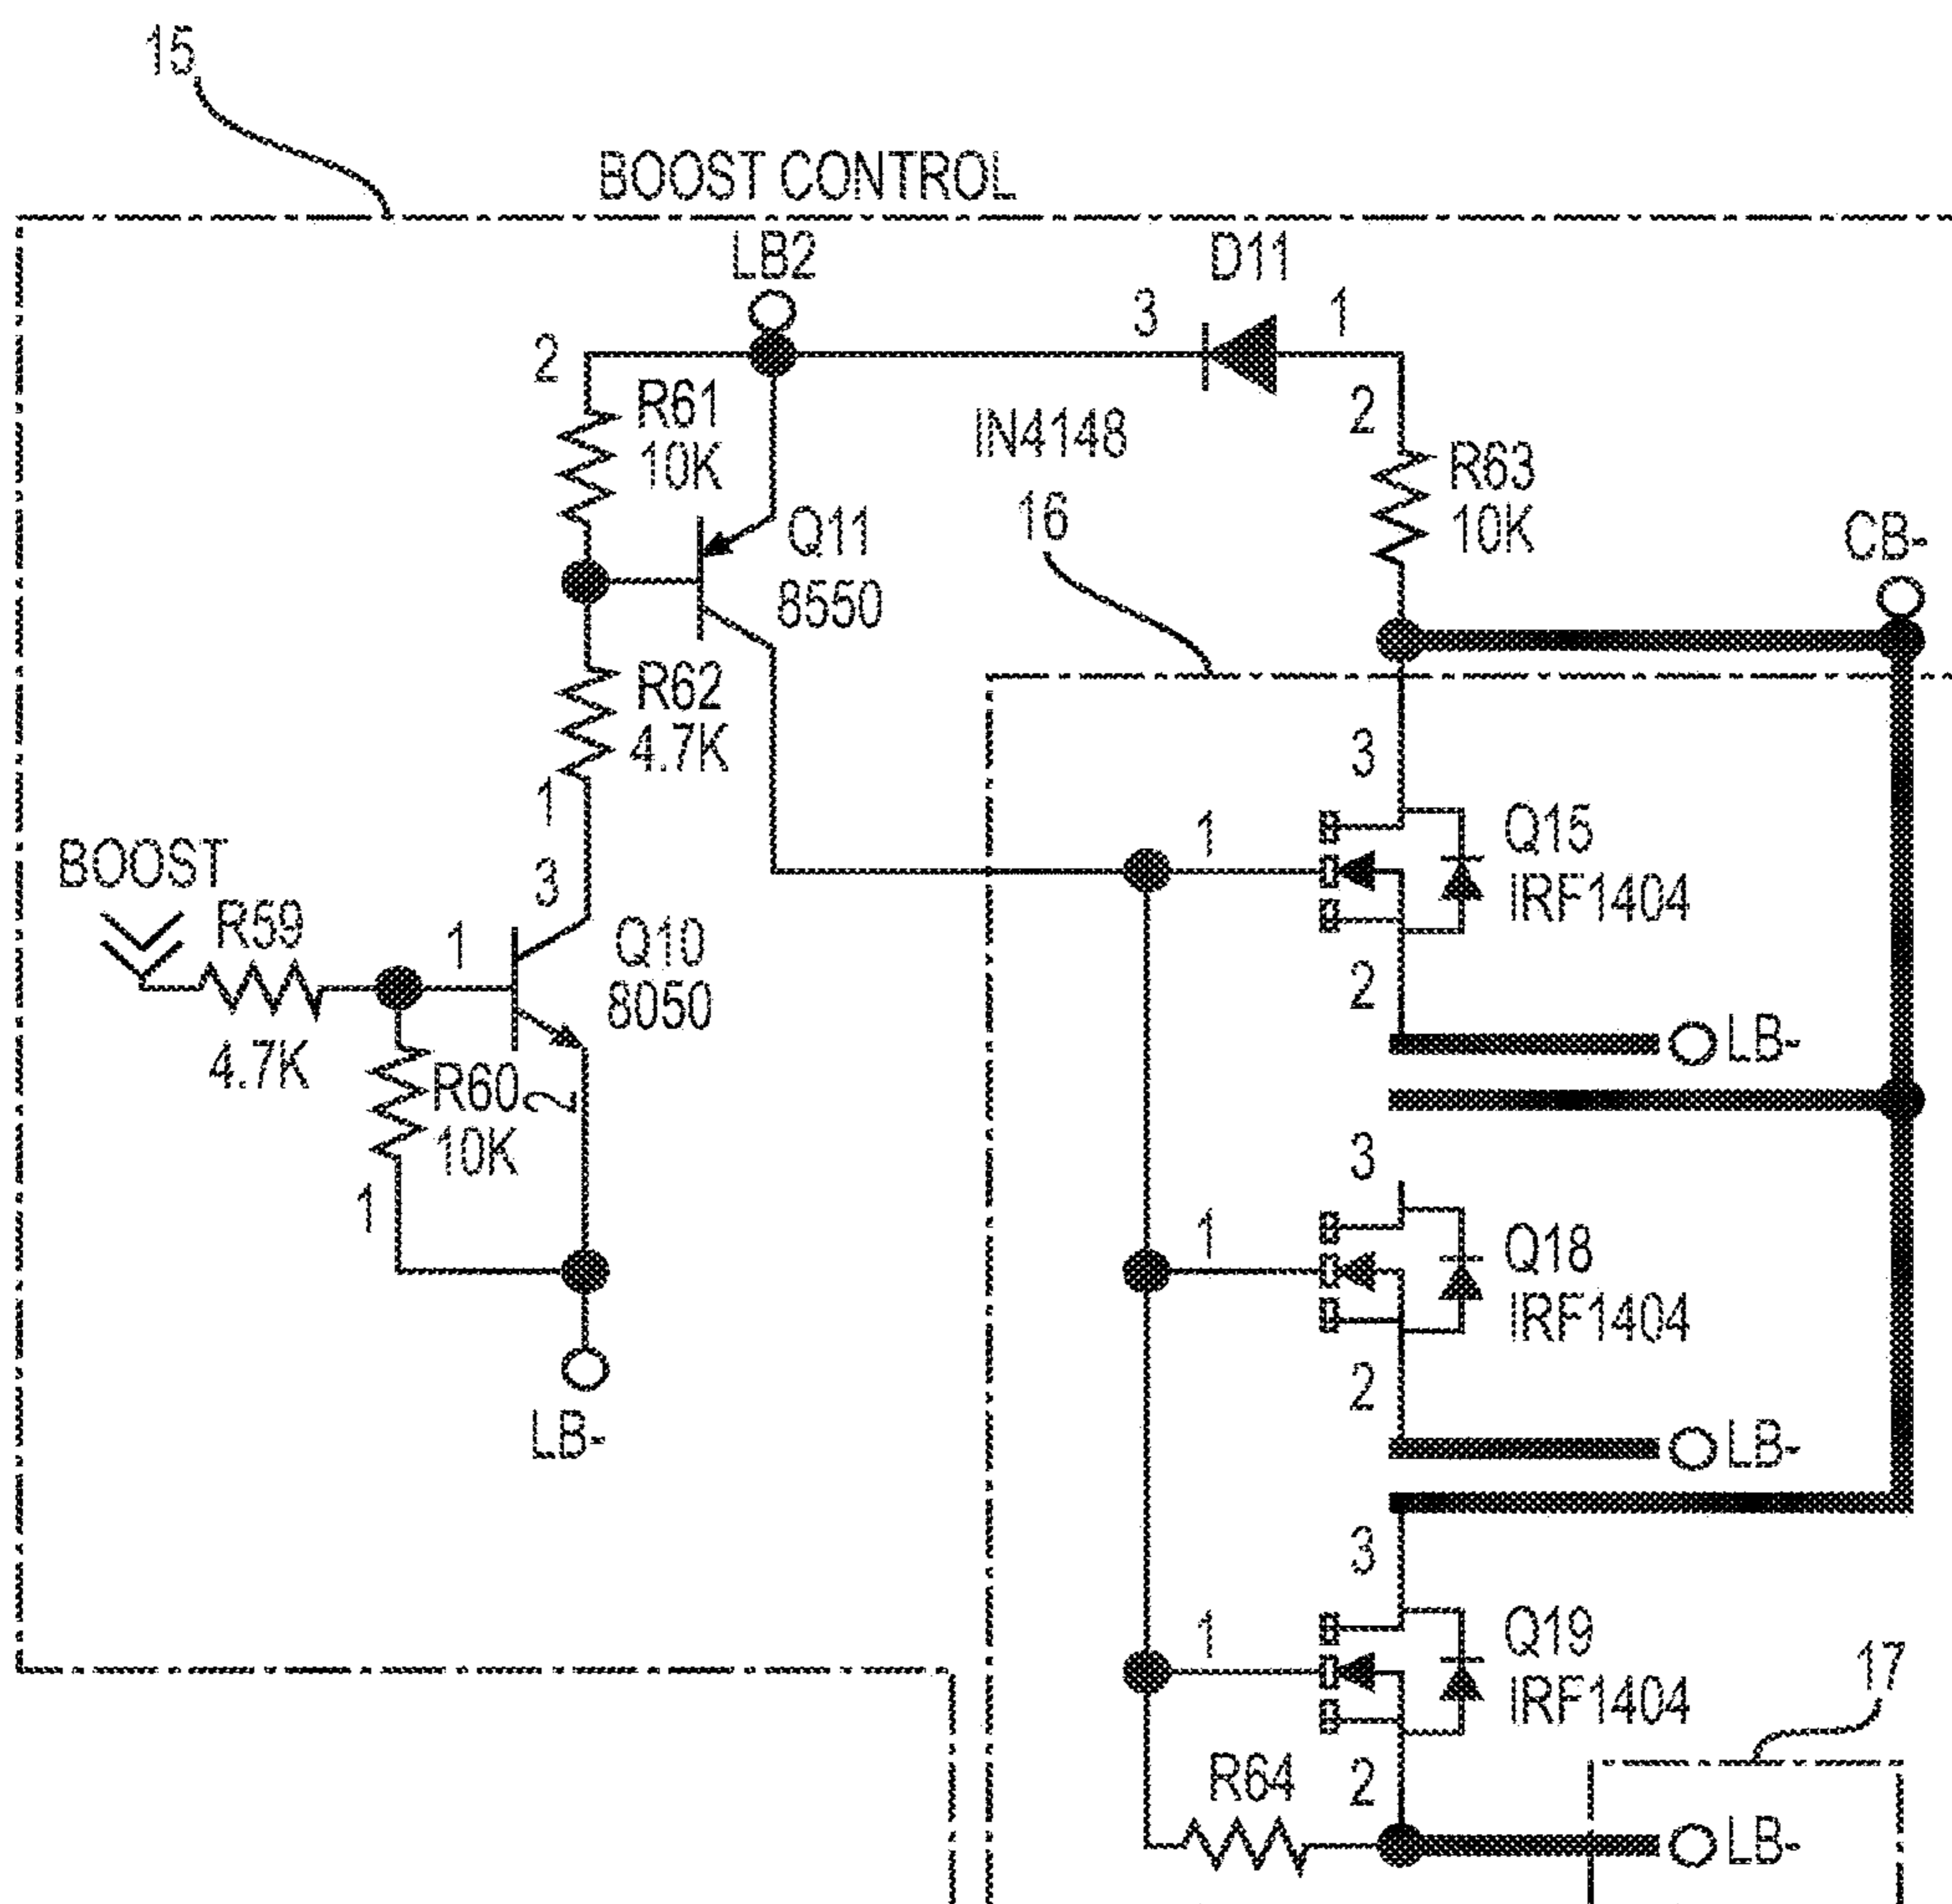 15
BOOST CONTROL
LB2
D11
3
1
2
2
R61
10K
IN4148
R63
10K
16
Q11
8550
CB-
R62
4.7K
1
3
1
BOOST
3
Q15
IRF1404
R59
1
Q10
8050
2
4.7K
LB-
R60
10K
2
1
3
1
Q18
IRF1404
2
LB-
LB-
3
1
Q19
IRF1404
17
R64
2
LB-